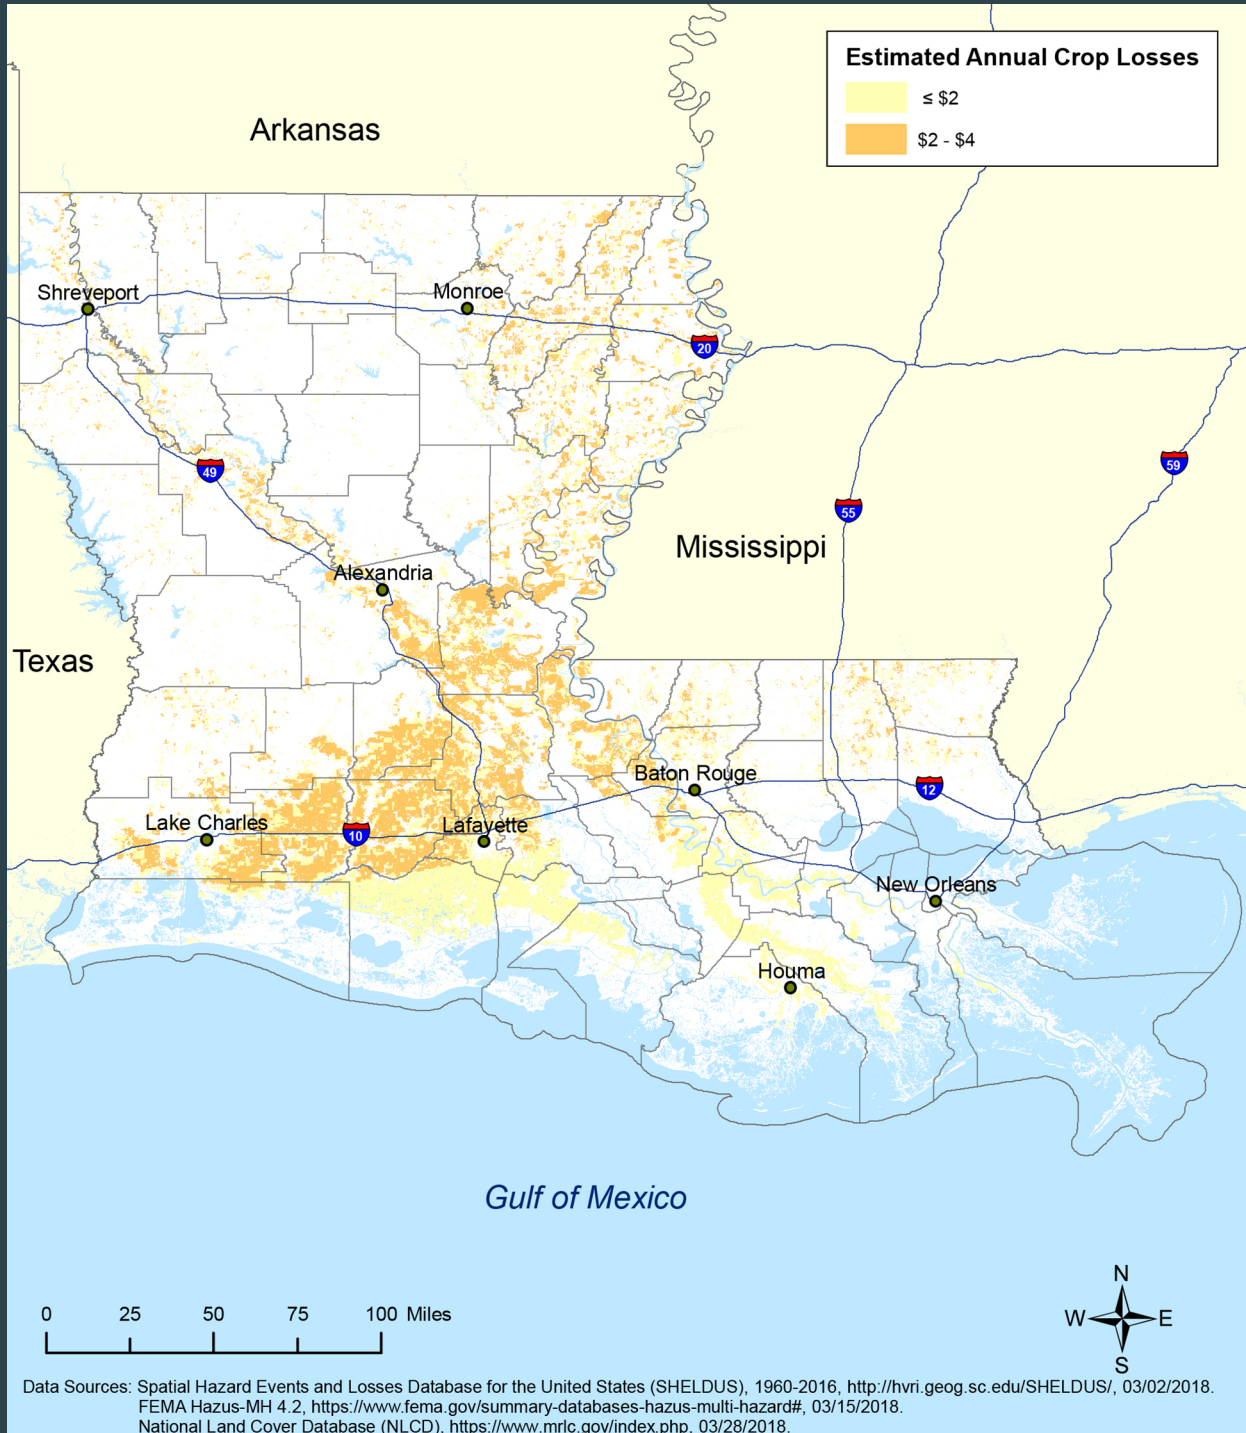 Estimated Annual Crop Losses
≤ $2
$2 - $4
Arkansas
Shreveport
Monroe
20
49
59
55
Mississippi
Alexandria
Texas
Baton Rouge
12
Lake Charles
10
Lafayette
New Orleans
Houma
Gulf of Mexico
N
W
E
S
0 25 50 75 100 Miles
Data Sources: Spatial Hazard Events and Losses Database for the United States (SHELDUS), 1960-2016, http://hvri.geog.sc.edu/SHELDUS/, 03/02/2018.
FEMA Hazus-MH 4.2, https://www.fema.gov/summary-databases-hazus-multi-hazard#, 03/15/2018.
National Land Cover Database (NLCD), https://www.mrlc.gov/index.php, 03/28/2018.